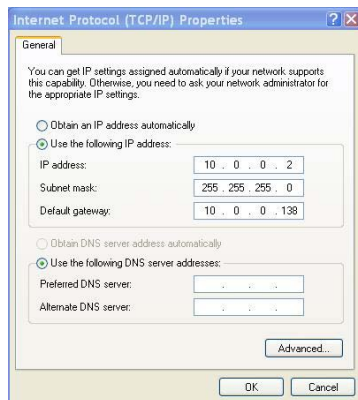 Internet Protocol (TCP/IP) Properties
General
You can get IP settings assigned automatically if your network supports
this capability. Otherwise, you need to ask your network administrator for
the appropriate IP settings.
Obtain an IP address automatically
Use the following IP address:
IP address: 10 . 0 . 0 . 2
Subnet mask: 255 . 255 . 255 . 0
Default gateway: 10 . 0 . 0 . 138
Obtain DNS server address automatically
Use the following DNS server addresses:
Preferred DNS server: . . .
Alternate DNS server: . . .
Advanced...
OK Cancel